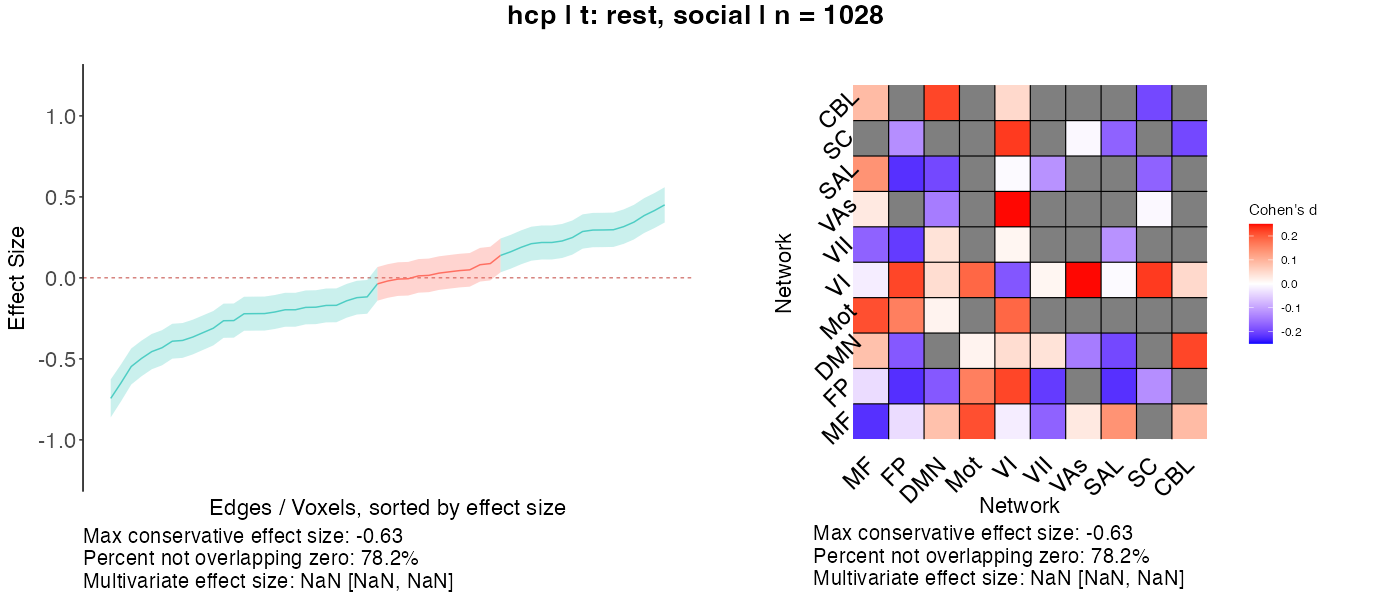 hcp | t: rest, social | n = 1028
Effect Size
1.0
0.5
0.0
-0.5
-1.0
Edges / Voxels, sorted by effect size
Max conservative effect size: -0.63
Percent not overlapping zero: 78.2%
Multivariate effect size: NaN [NaN, NaN]
Network
CBL
SC
SAL
VAs
VII
VI
Mot
DMN
FP
MF
MF
FP
DMN
Mot
VI
VII
VAs
SAL
SC
CBL
Network
Max conservative effect size: -0.63
Percent not overlapping zero: 78.2%
Multivariate effect size: NaN [NaN, NaN]
Cohen's d
0.2
0.1
0.0
-0.1
-0.2